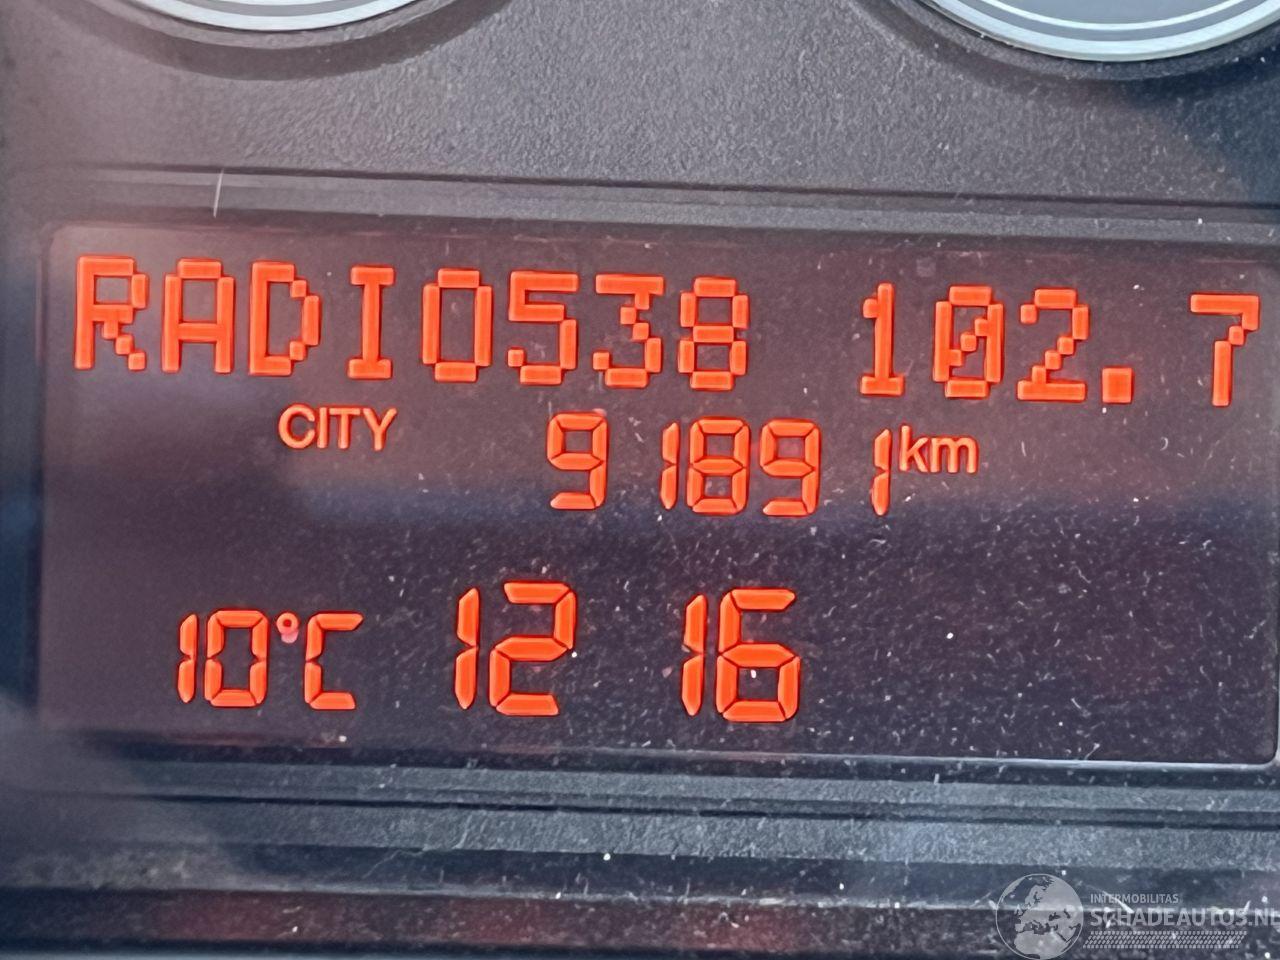 RADIO538 102.7
CITY 91891 km
10°C 12 16
INTERMOBILITAS
SCHADEAUTOS.NL